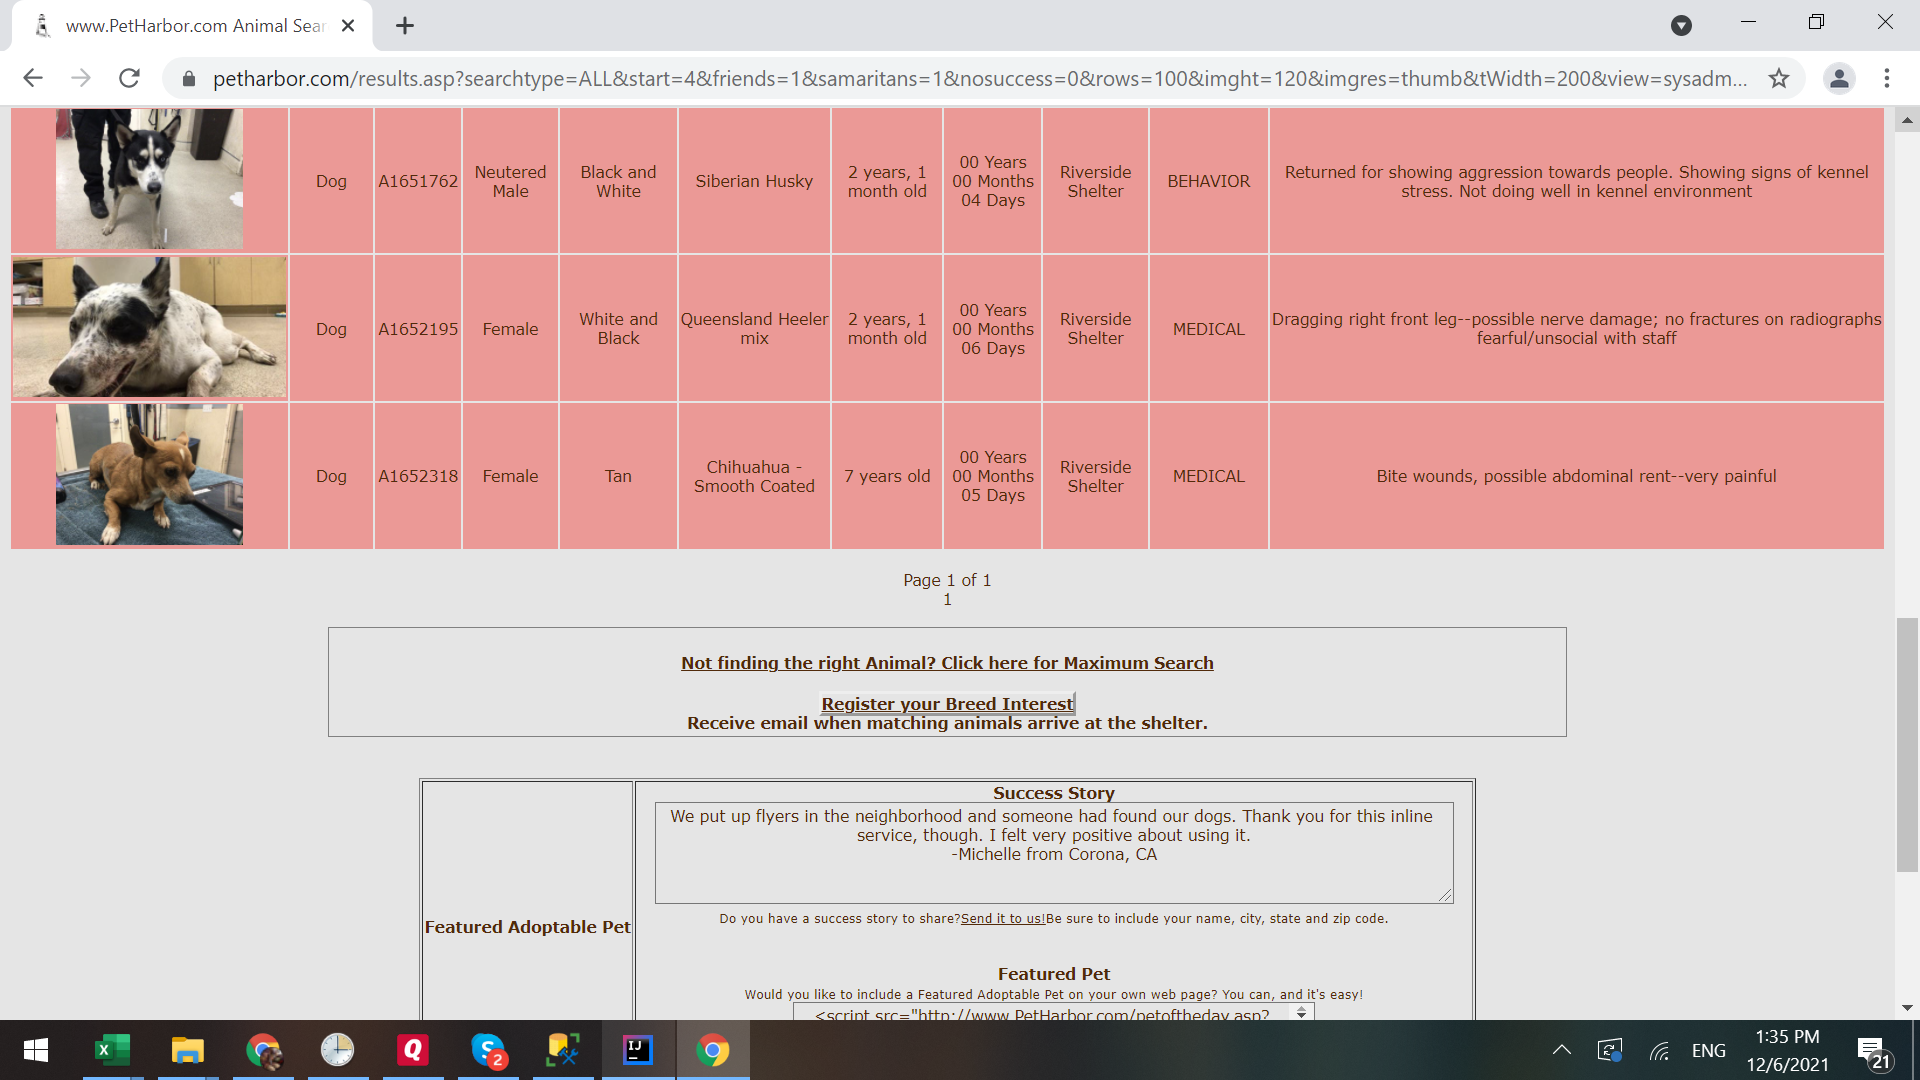 www.PetHarbor.com Animal Sear
petharbor.com/results.asp?searchtype=ALL&start=4&friends=1&samaritans=1&nosuccess=0&rows=100&imght=120&imgres=thumb&tWidth=200&view=sysadm...
Dog
A1651762
Neutered
Male
Black and
White
Siberian Husky
2 years, 1
month old
00 Years
00 Months
04 Days
Riverside
Shelter
BEHAVIOR
Returned for showing aggression towards people. Showing signs of kennel
stress. Not doing well in kennel environment
Dog
A1652195
Female
White and
Black
Queensland Heeler
mix
2 years, 1
month old
00 Years
00 Months
06 Days
Riverside
Shelter
MEDICAL
Dragging right front leg--possible nerve damage; no fractures on radiographs
fearful/unsocial with staff
Dog
A1652318
Female
Tan
Chihuahua -
Smooth Coated
7 years old
00 Years
00 Months
05 Days
Riverside
Shelter
MEDICAL
Bite wounds, possible abdominal rent--very painful
Page 1 of 1
1
Not finding the right Animal? Click here for Maximum Search
Register your Breed Interest
Receive email when matching animals arrive at the shelter.
Featured Adoptable Pet
Success Story
We put up flyers in the neighborhood and someone had found our dogs. Thank you for this inline
service, though. I felt very positive about using it.
-Michelle from Corona, CA
Do you have a success story to share?Send it to us!Be sure to include your name, city, state and zip code.
Featured Pet
Would you like to include a Featured Adoptable Pet on your own web page? You can, and it's easy!
<script src="http://www.PetHarbor.com/petoftheday.asp?
X
Q
S
2
IJ
ENG
1:35 PM
12/6/2021
21